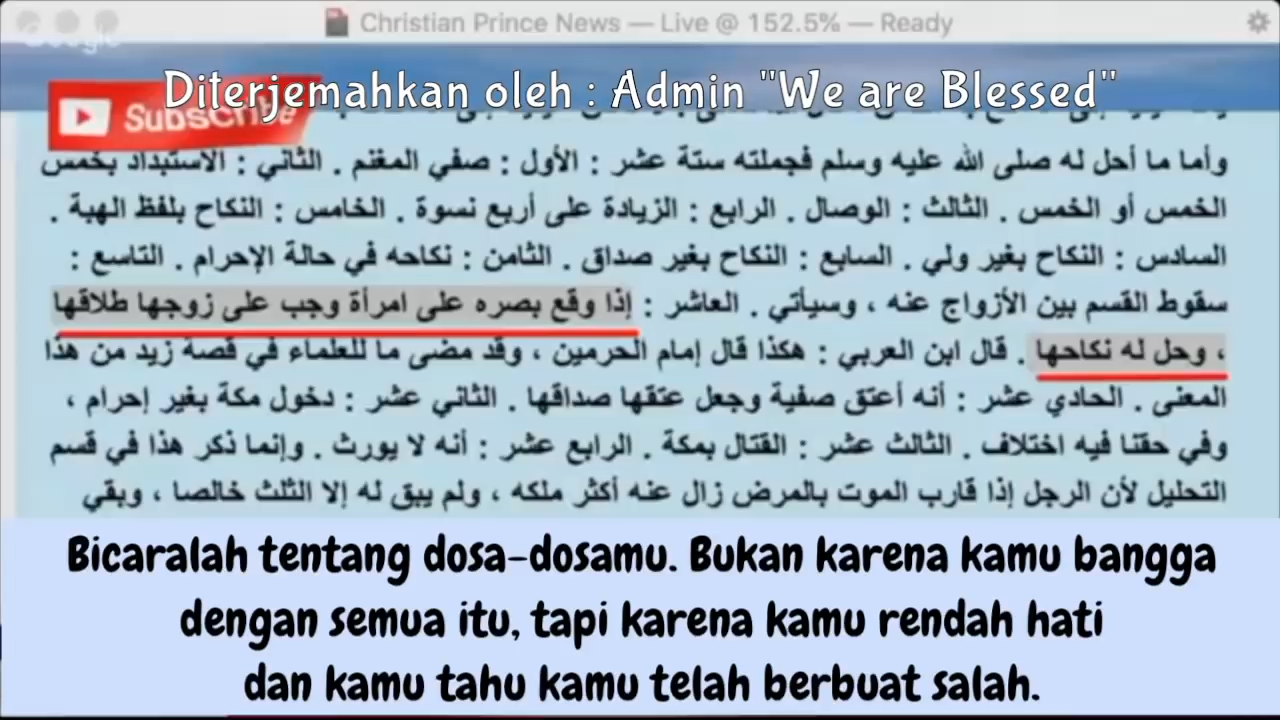 Christian Prince News — Live @ 152.5% — Ready
Google
Diterjemahkan oleh : Admin "We are Blessed"
Subscribe
وأما ما أحل له صلى الله عليه وسلم فجملته ستة عشر : الأول : صفي المغنم . الثاني : الاستبداد بخمس
الخمس أو الخمس . الثالث : الوصال . الرابع : الزيادة على أربع نسوة . الخامس : النكاح بلفظ الهبة .
السادس : النكاح بغير ولي . السابع : النكاح بغير صداق . الثامن : نكاحه في حالة الإحرام . التاسع :
سقوط القسم بين الأزواج عنه ، وسيأتي . العاشر : إذا وقع بصره على امرأة وجب على زوجها طلاقها
، وحل له نكاحها . قال ابن العربي : هكذا قال إمام الحرمين ، وقد مضى ما للعلماء في قصة زيد من هذا
المعنى . الحادي عشر : أنه أعتق صفية وجعل عتقها صداقها . الثاني عشر : دخول مكة بغير إحرام ،
وفي حقنا فيه اختلاف . الثالث عشر : القتال بمكة . الرابع عشر : أنه لا يورث . وإنما ذكر هذا في قسم
التحليل لأن الرجل إذا قارب الموت بالمرض زال عنه أكثر ملكه ، ولم يبق له إلا الثلث خالصا ، وبقي
Bicaralah tentang dosa-dosamu. Bukan karena kamu bangga
dengan semua itu, tapi karena kamu rendah hati
dan kamu tahu kamu telah berbuat salah.